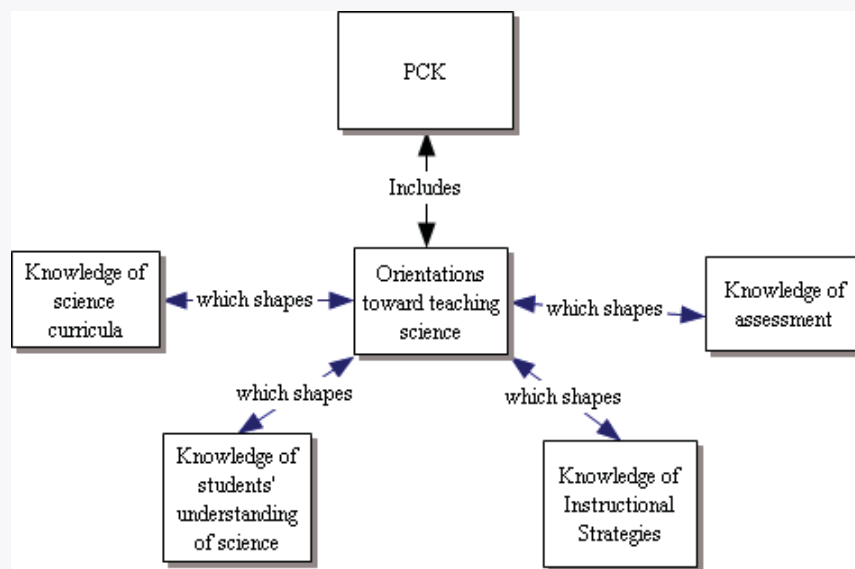 PCK
Includes
Knowledge of
science
curricula
which shapes
Orientations
toward teaching
science
which shapes
Knowledge of
assessment
which shapes
which shapes
Knowledge of
students'
understanding
of science
Knowledge of
Instructional
Strategies